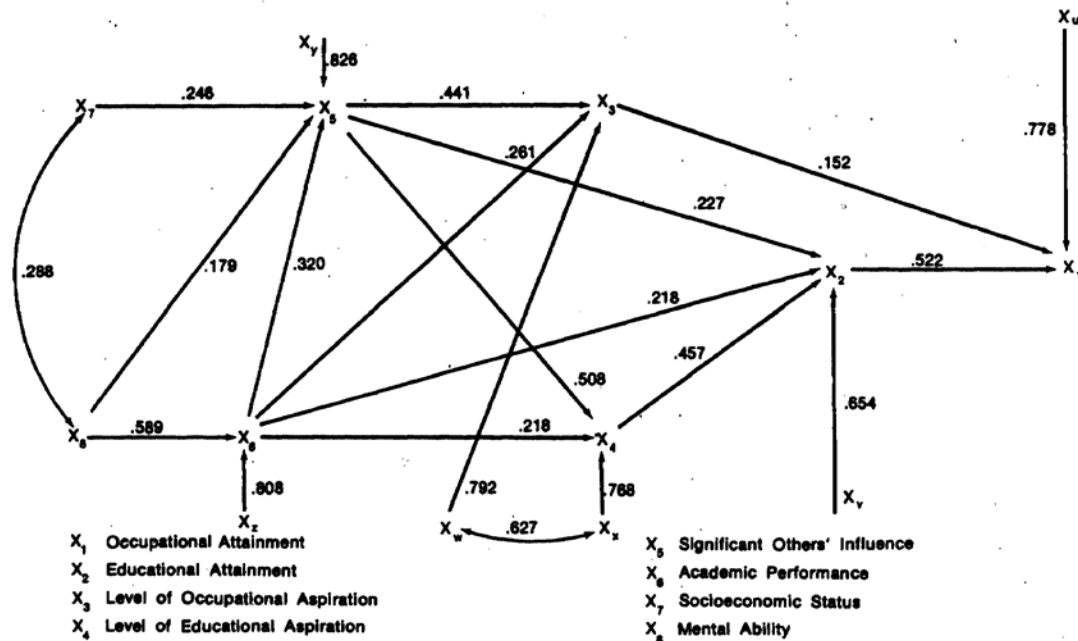 Xu
Xy
.826
X7
.246
X5
.441
X3
.778
.261
.152
.227
.288
.179
.320
X2
.522
X1
.218
.457
.508
.654
X8
.589
X6
.218
X4
.808
.792
.768
Xz
Xw
.627
Xx
Xv
X1 Occupational Attainment
X2 Educational Attainment
X3 Level of Occupational Aspiration
X4 Level of Educational Aspiration
X5 Significant Others' Influence
X6 Academic Performance
X7 Socioeconomic Status
X8 Mental Ability